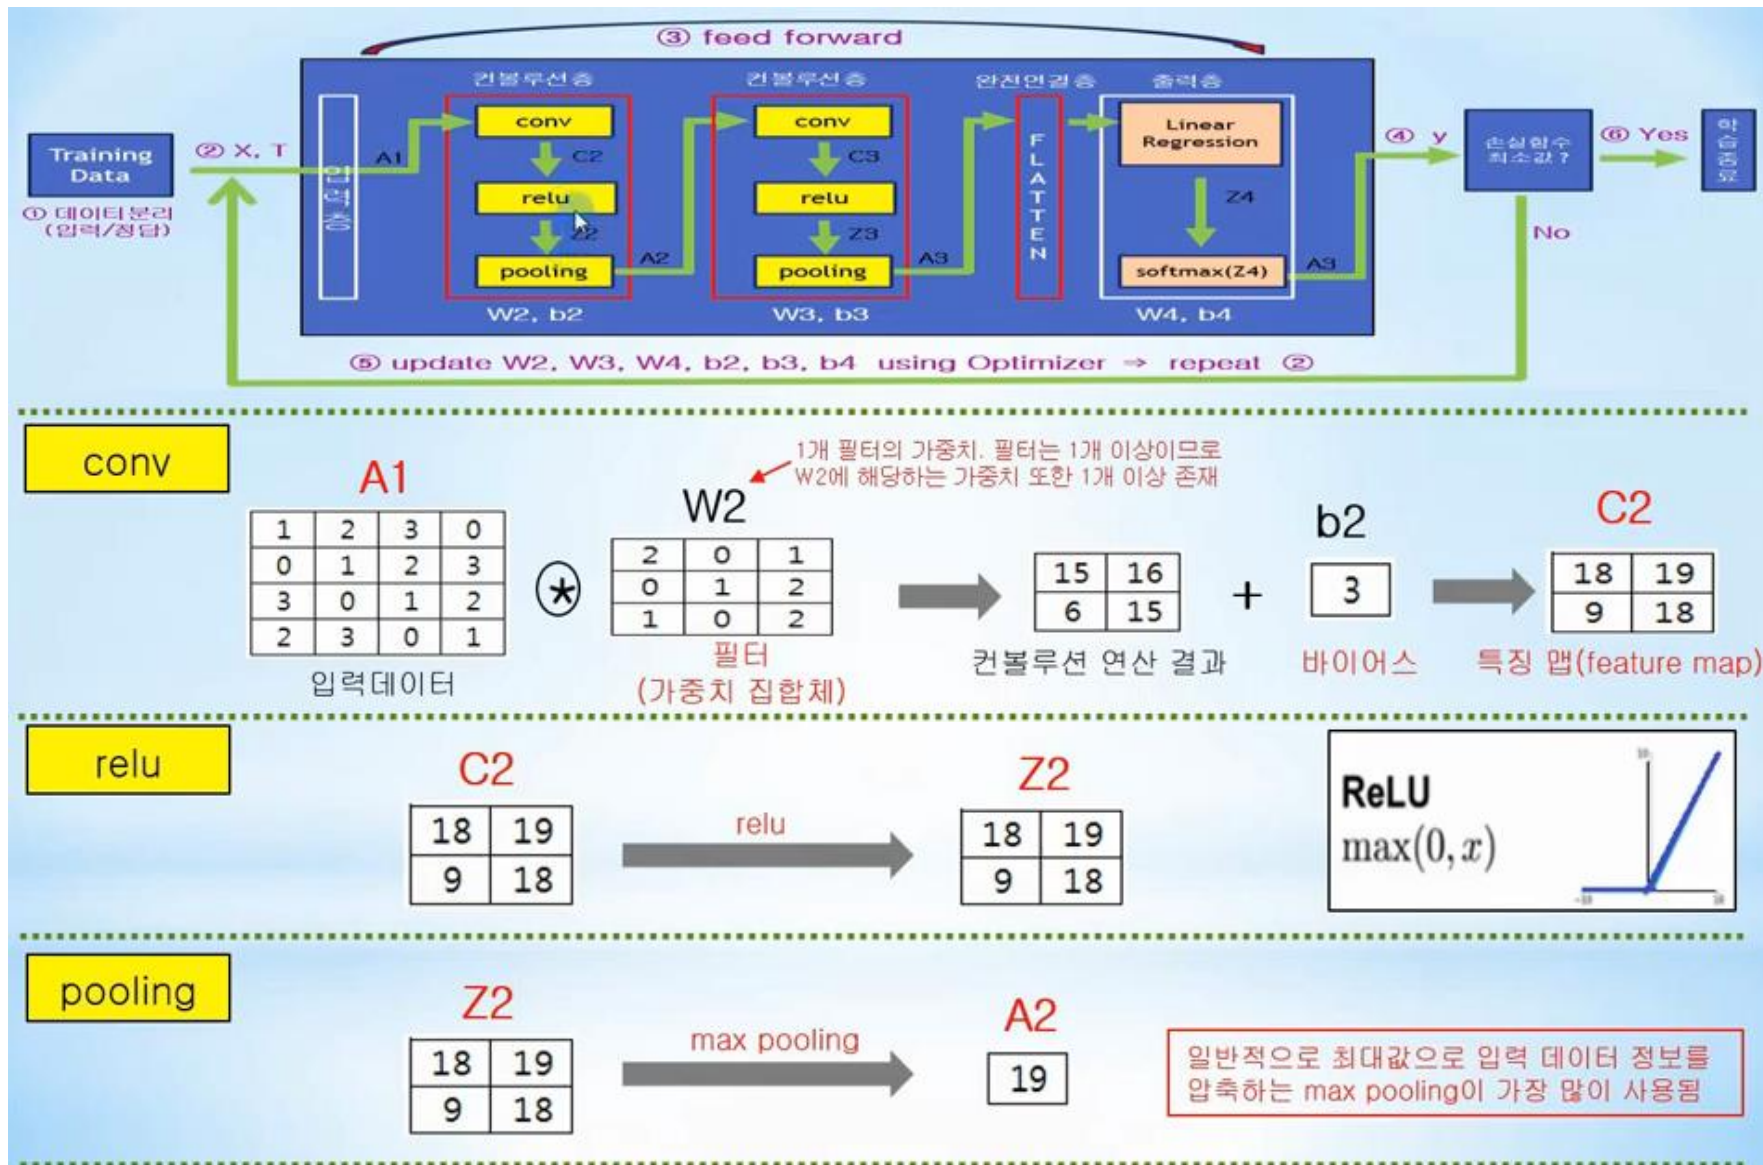 ③ feed forward
컨볼루션층 컨볼루션층 완전연결층 출력층
Training
Data
① 데이터분리
(입력/정답)
② X, T
입력층
A1
conv
C2
relu
Z2
pooling
W2, b2
A2
conv
C3
relu
Z3
pooling
W3, b3
A3
FLATTEN
Linear
Regression
Z4
softmax(Z4)
W4, b4
A3
④ y
손실함수
최소값?
⑥ Yes
학습종료
No
⑤ update W2, W3, W4, b2, b3, b4 using Optimizer ⇒ repeat ②
conv
1개 필터의 가중치. 필터는 1개 이상이므로
W2에 해당하는 가중치 또한 1개 이상 존재
A1
1 2 3 0
0 1 2 3
3 0 1 2
2 3 0 1
입력데이터
*
W2
2 0 1
0 1 2
1 0 2
필터
(가중치 집합체)
15 16
6 15
컨볼루션 연산 결과
+
b2
3
바이어스
C2
18 19
9 18
특징 맵(feature map)
relu
C2
18 19
9 18
relu
Z2
18 19
9 18
ReLU
max(0, x)
10
-10 10
pooling
Z2
18 19
9 18
max pooling
A2
19
일반적으로 최대값으로 입력 데이터 정보를
압축하는 max pooling이 가장 많이 사용됨